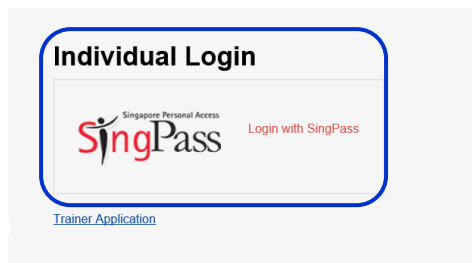 Individual Login
Singapore Personal Access
SingPass
Login with SingPass
Trainer Application